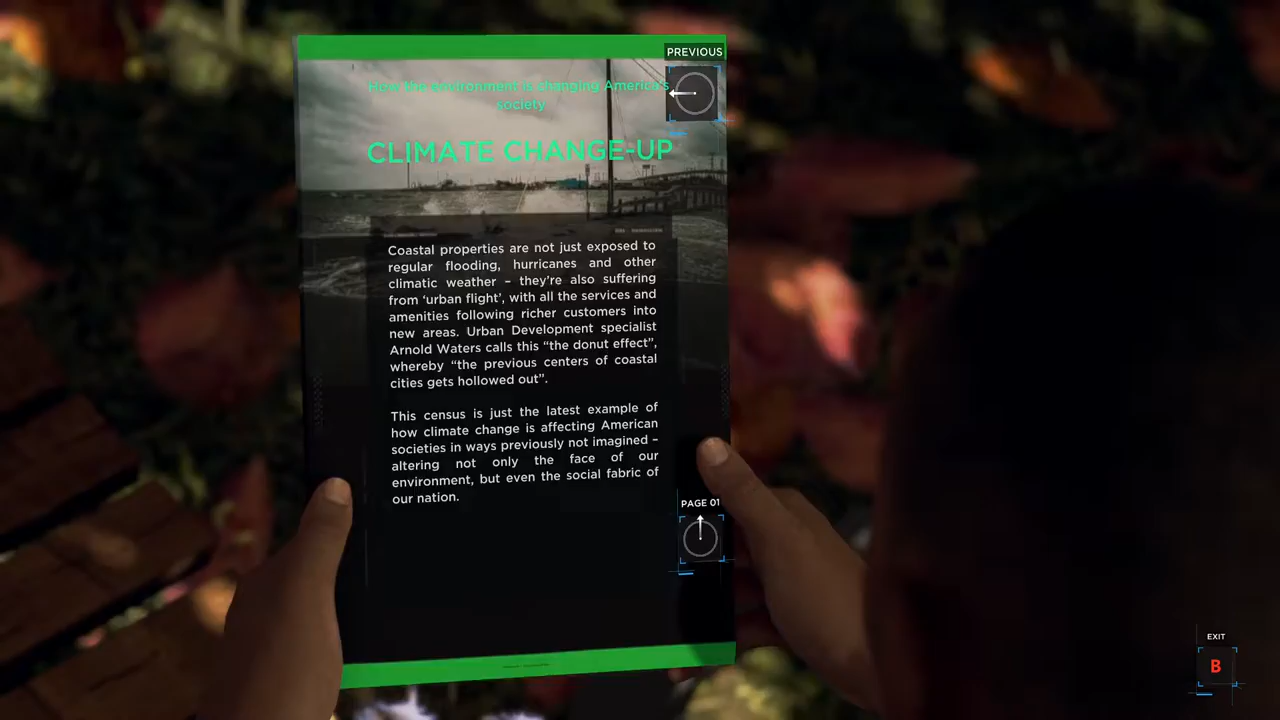 PREVIOUS
How the environment is changing America's
society
CLIMATE CHANGE-UP
Coastal properties are not just exposed to
regular flooding, hurricanes and other
climatic weather – they're also suffering
from 'urban flight', with all the services and
amenities following richer customers into
new areas. Urban Development specialist
Arnold Waters calls this "the donut effect",
whereby "the previous centers of coastal
cities gets hollowed out".
This census is just the latest example of
how climate change is affecting American
societies in ways previously not imagined –
altering not only the face of our
environment, but even the social fabric of
our nation.
PAGE 01
EXIT
B